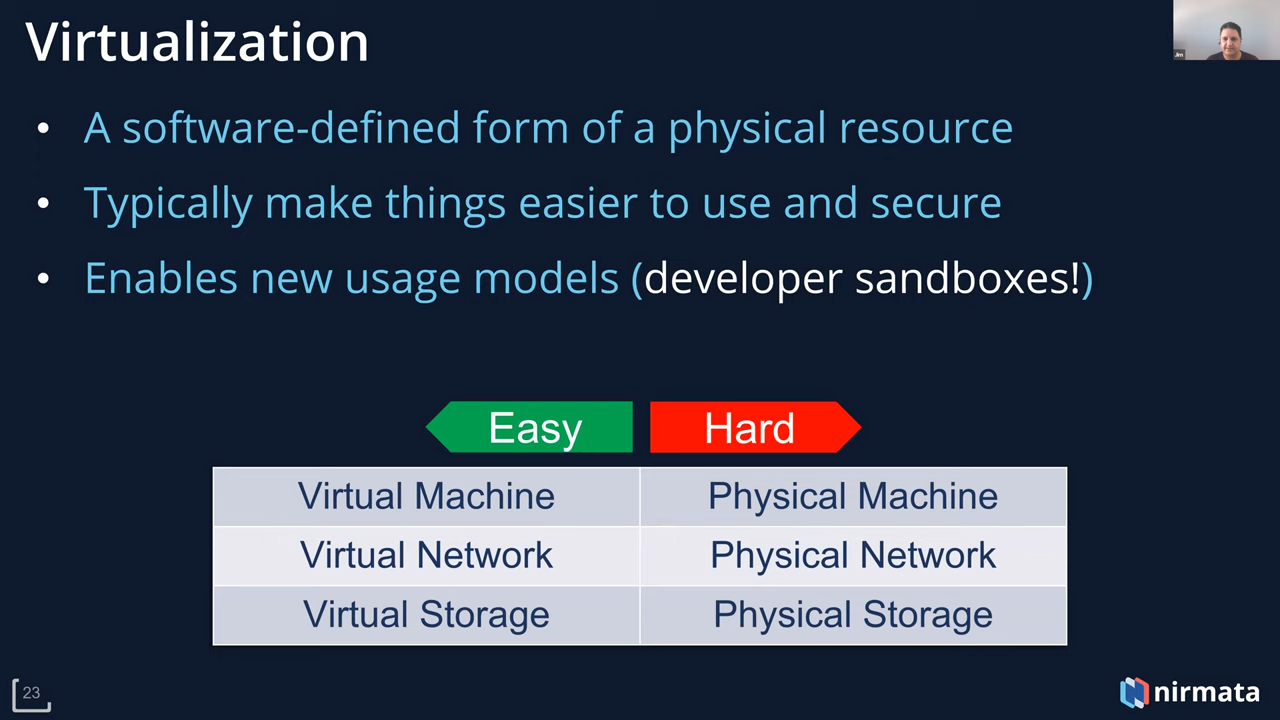 Virtualization
• A software-defined form of a physical resource
• Typically make things easier to use and secure
• Enables new usage models (developer sandboxes!)
Easy Hard
Virtual Machine Physical Machine
Virtual Network Physical Network
Virtual Storage Physical Storage
23
nirmata